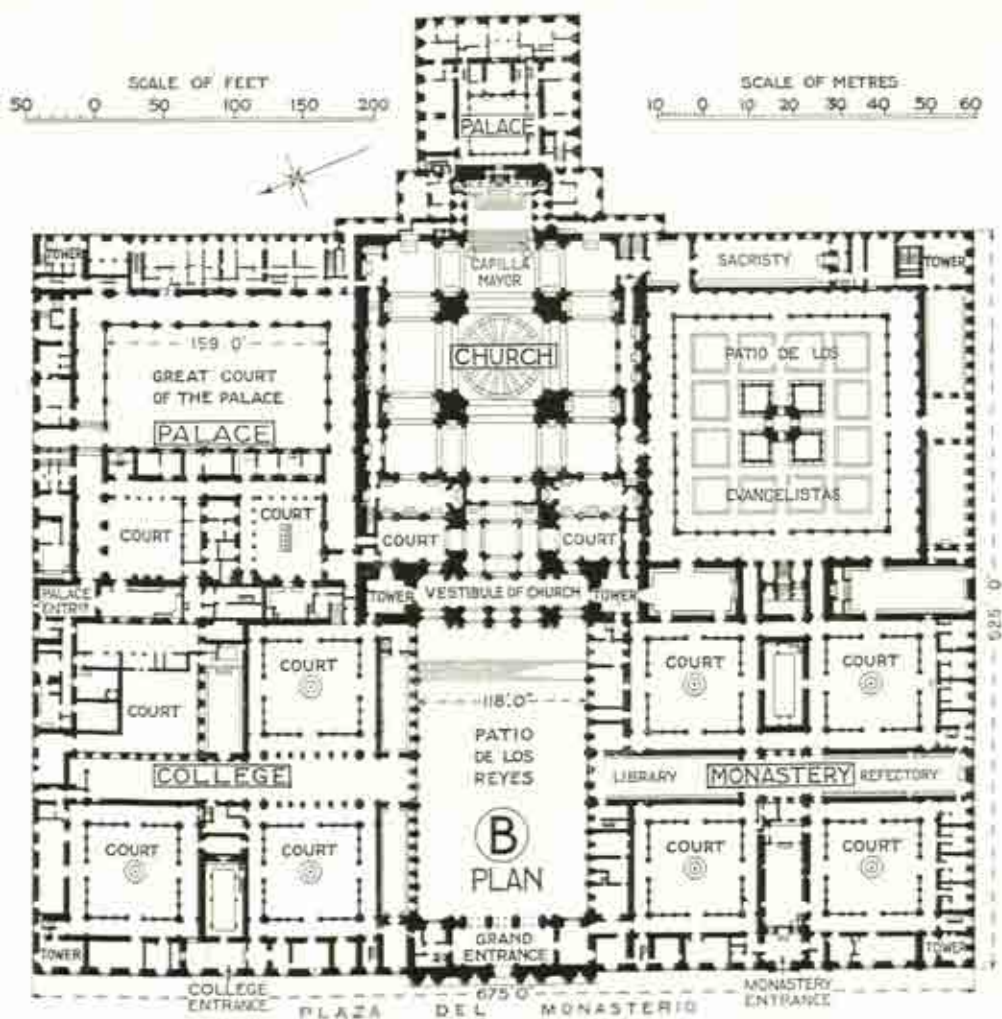 SCALE OF FEET
50 0 50 100 150 200
SCALE OF METRES
10 0 10 20 30 40 50 60
PALACE
TOWER
CAPILLA
MAYOR
SACRISTY
TOWER
159.0'
GREAT COURT
OF THE PALACE
PALACE
CHURCH
PATIO DE LOS
EVANGELISTAS
COURT
COURT
COURT
COURT
PALACE
ENTRY
TOWER
VESTIBULE OF CHURCH
TOWER
525'.0"
COURT
COURT
COURT
COURT
118'.0"
PATIO
DE LOS
REYES
COLLEGE
LIBRARY
MONASTERY
REFECTORY
B
PLAN
COURT
COURT
COURT
COURT
TOWER
GRAND
ENTRANCE
TOWER
COLLEGE
ENTRANCE
675'.0"
MONASTERY
ENTRANCE
PLAZA DEL MONASTERIO